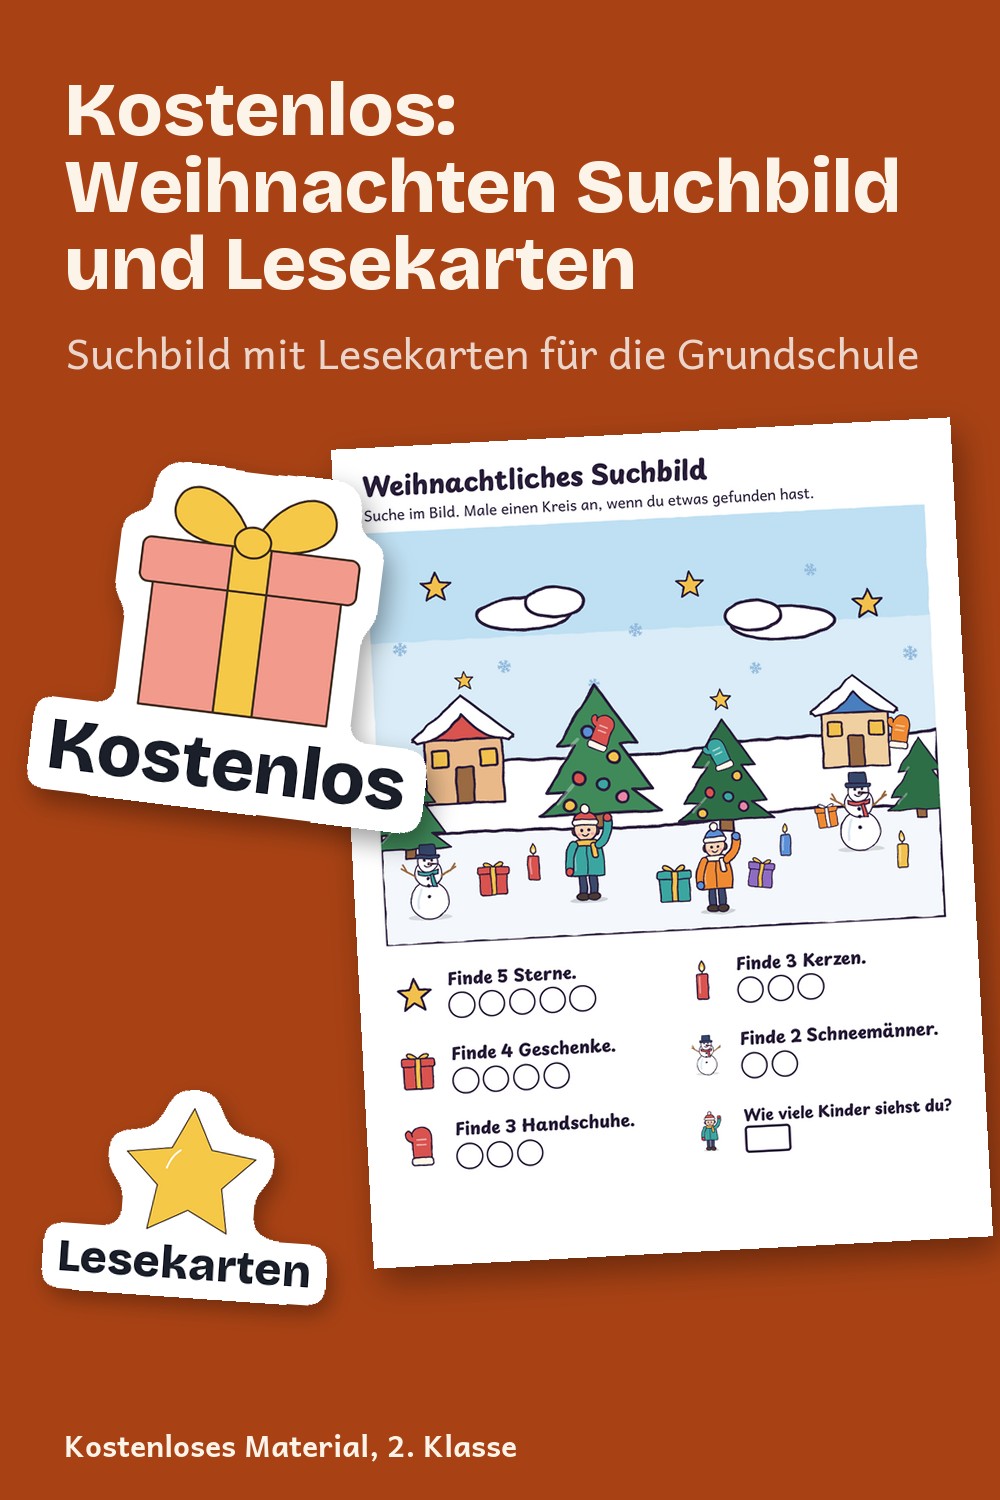 Kostenlos:
Weihnachten Suchbild
und Lesekarten
Suchbild mit Lesekarten für die Grundschule
Weihnachtliches Suchbild
Suche im Bild. Male einen Kreis an, wenn du etwas gefunden hast.
Kostenlos
Finde 5 Sterne.
Finde 3 Kerzen.
Finde 4 Geschenke.
Finde 2 Schneemänner.
Finde 3 Handschuhe.
Wie viele Kinder siehst du?
Lesekarten
Kostenloses Material, 2. Klasse